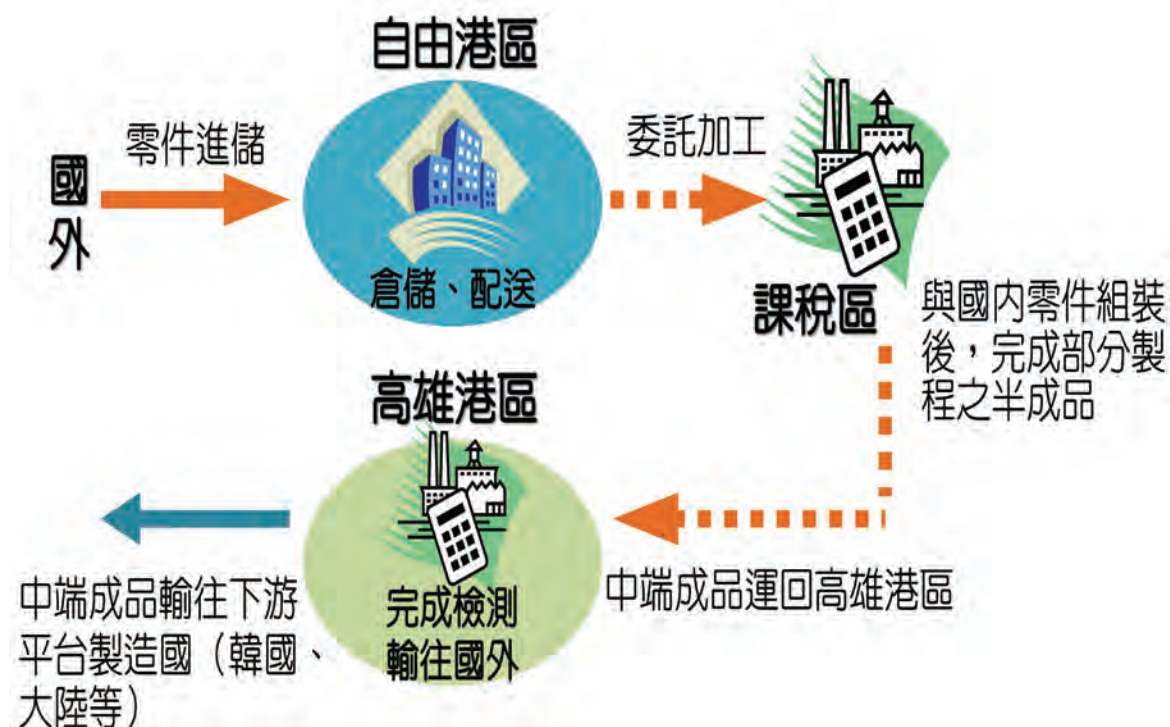 自由港區
零件進儲
委託加工
國
外
倉儲、配送
課稅區
與國內零件組裝
後，完成部分製
程之半成品
高雄港區
中端成品運回高雄港區
完成檢測
輸往國外
中端成品輸往下游
平台製造國（韓國、
大陸等）